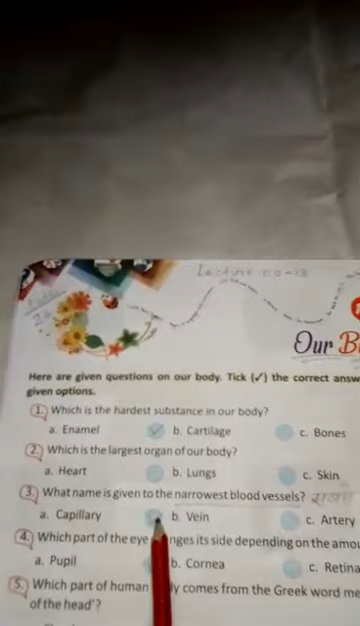 Lecture no-13
Our B
Here are given questions on our body. Tick (✓) the correct answ
given options.
1. Which is the hardest substance in our body?
a. Enamel b. Cartilage c. Bones
2. Which is the largest organ of our body?
a. Heart b. Lungs c. Skin
3. What name is given to the narrowest blood vessels?
a. Capillary b. Vein c. Artery
4. Which part of the eye nges its side depending on the amou
a. Pupil b. Cornea c. Retina
5. Which part of human ly comes from the Greek word me
of the head'?